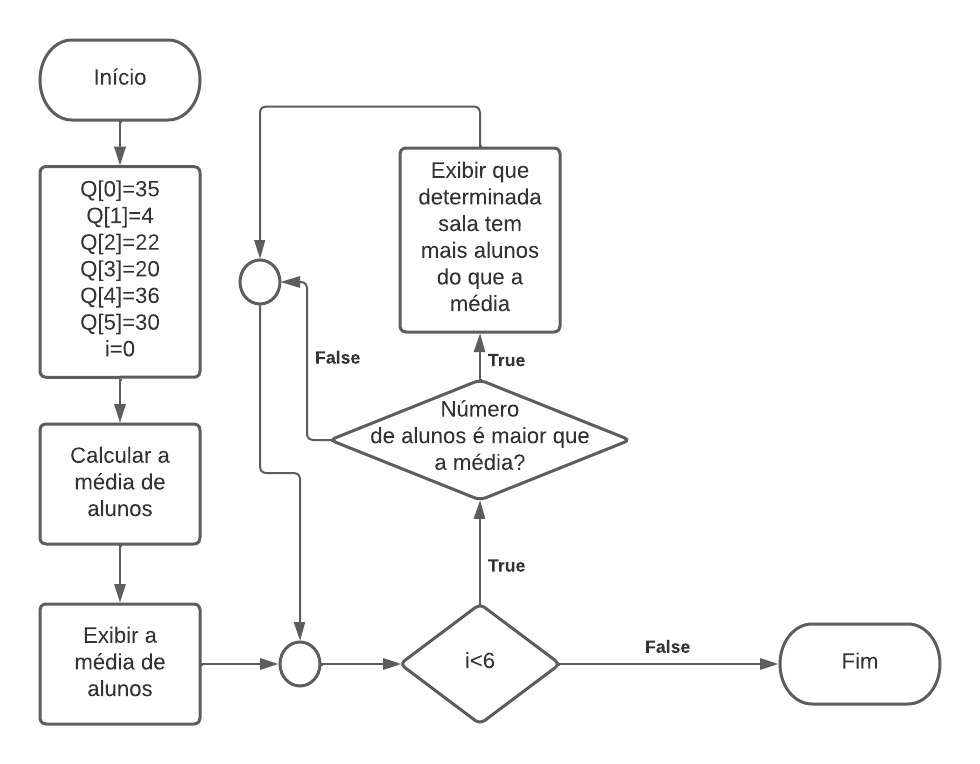 Início
Q[0]=35
Q[1]=4
Q[2]=22
Q[3]=20
Q[4]=36
Q[5]=30
i=0
Calcular a
média de
alunos
Exibir a
média de
alunos
Exibir que
determinada
sala tem
mais alunos
do que a
média
False
True
Número
de alunos é maior que
a média?
True
i<6
False
Fim